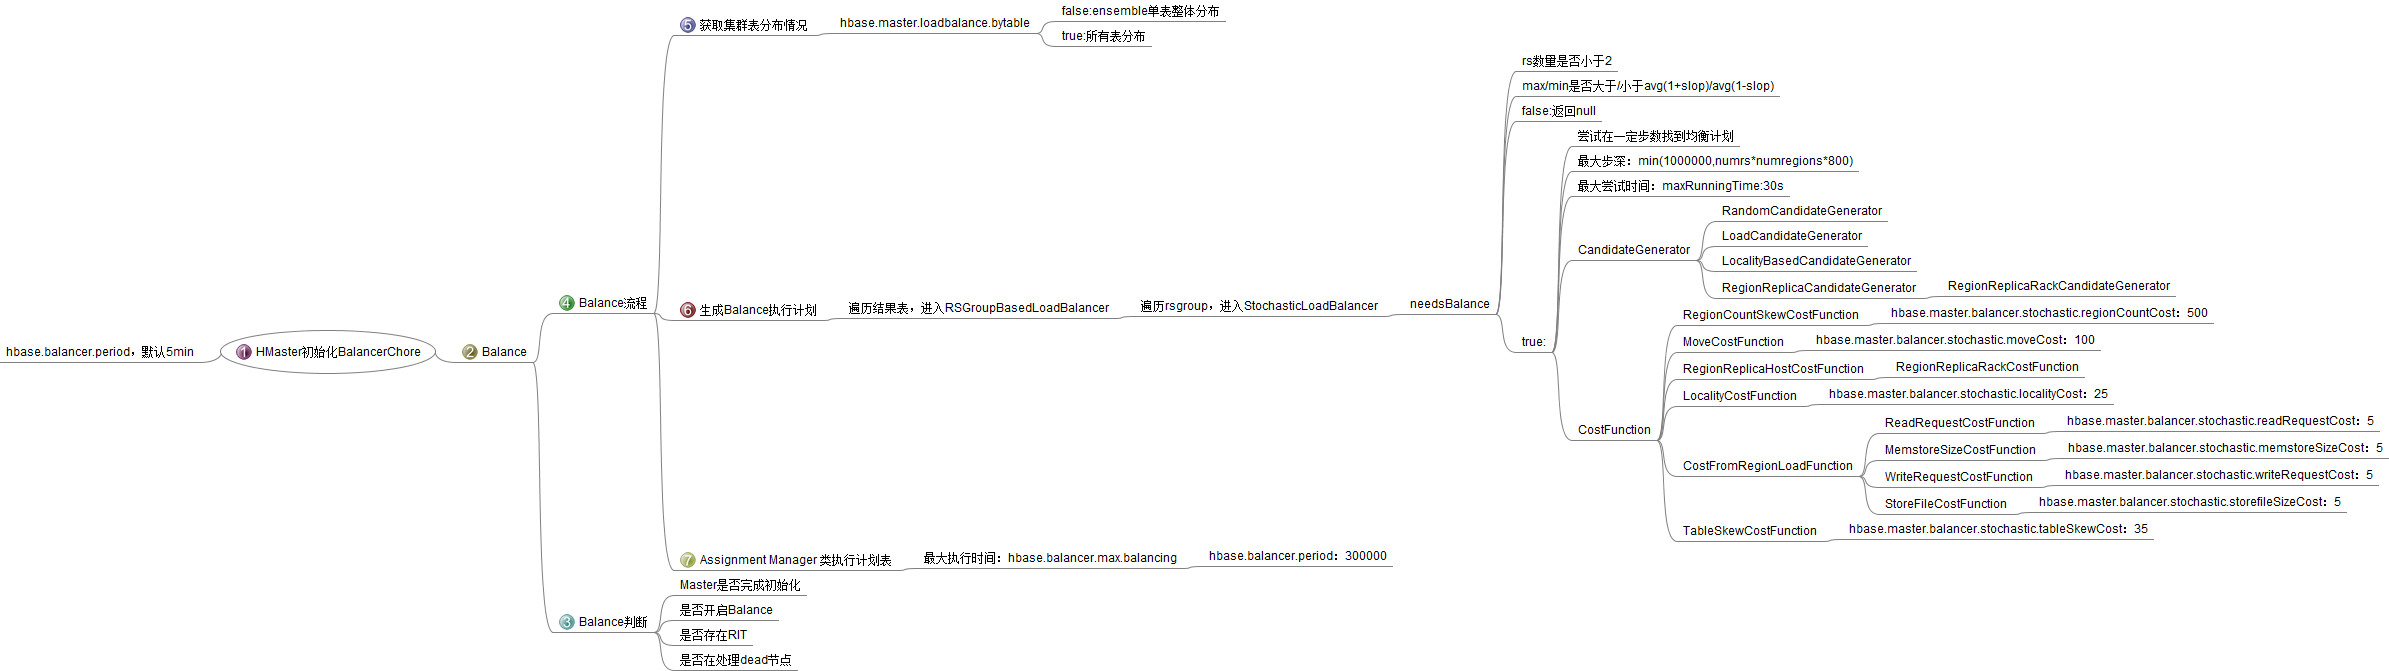 hbase.balancer.period，默认5min
1 HMaster初始化BalancerChore
2 Balance
4 Balance流程
5 获取集群表分布情况
hbase.master.loadbalance.bytable
false:ensemble单表整体分布
true:所有表分布
6 生成Balance执行计划
遍历结果表，进入RSGroupBasedLoadBalancer
遍历rsgroup，进入StochasticLoadBalancer
needsBalance
rs数量是否小于2
max/min是否大于/小于avg(1+slop)/avg(1-slop)
false:返回null
true:
尝试在一定步数找到均衡计划
最大步深：min(1000000,numrs*numregions*800)
最大尝试时间：maxRunningTime:30s
CandidateGenerator
RandomCandidateGenerator
LoadCandidateGenerator
LocalityBasedCandidateGenerator
RegionReplicaCandidateGenerator
RegionReplicaRackCandidateGenerator
CostFunction
RegionCountSkewCostFunction
hbase.master.balancer.stochastic.regionCountCost：500
MoveCostFunction
hbase.master.balancer.stochastic.moveCost：100
RegionReplicaHostCostFunction
RegionReplicaRackCostFunction
LocalityCostFunction
hbase.master.balancer.stochastic.localityCost：25
CostFromRegionLoadFunction
ReadRequestCostFunction
hbase.master.balancer.stochastic.readRequestCost：5
MemstoreSizeCostFunction
hbase.master.balancer.stochastic.memstoreSizeCost：5
WriteRequestCostFunction
hbase.master.balancer.stochastic.writeRequestCost：5
StoreFileCostFunction
hbase.master.balancer.stochastic.storefileSizeCost：5
TableSkewCostFunction
hbase.master.balancer.stochastic.tableSkewCost：35
7 Assignment Manager 类执行计划表
最大执行时间：hbase.balancer.max.balancing
hbase.balancer.period：300000
3 Balance判断
Master是否完成初始化
是否开启Balance
是否存在RIT
是否在处理dead节点